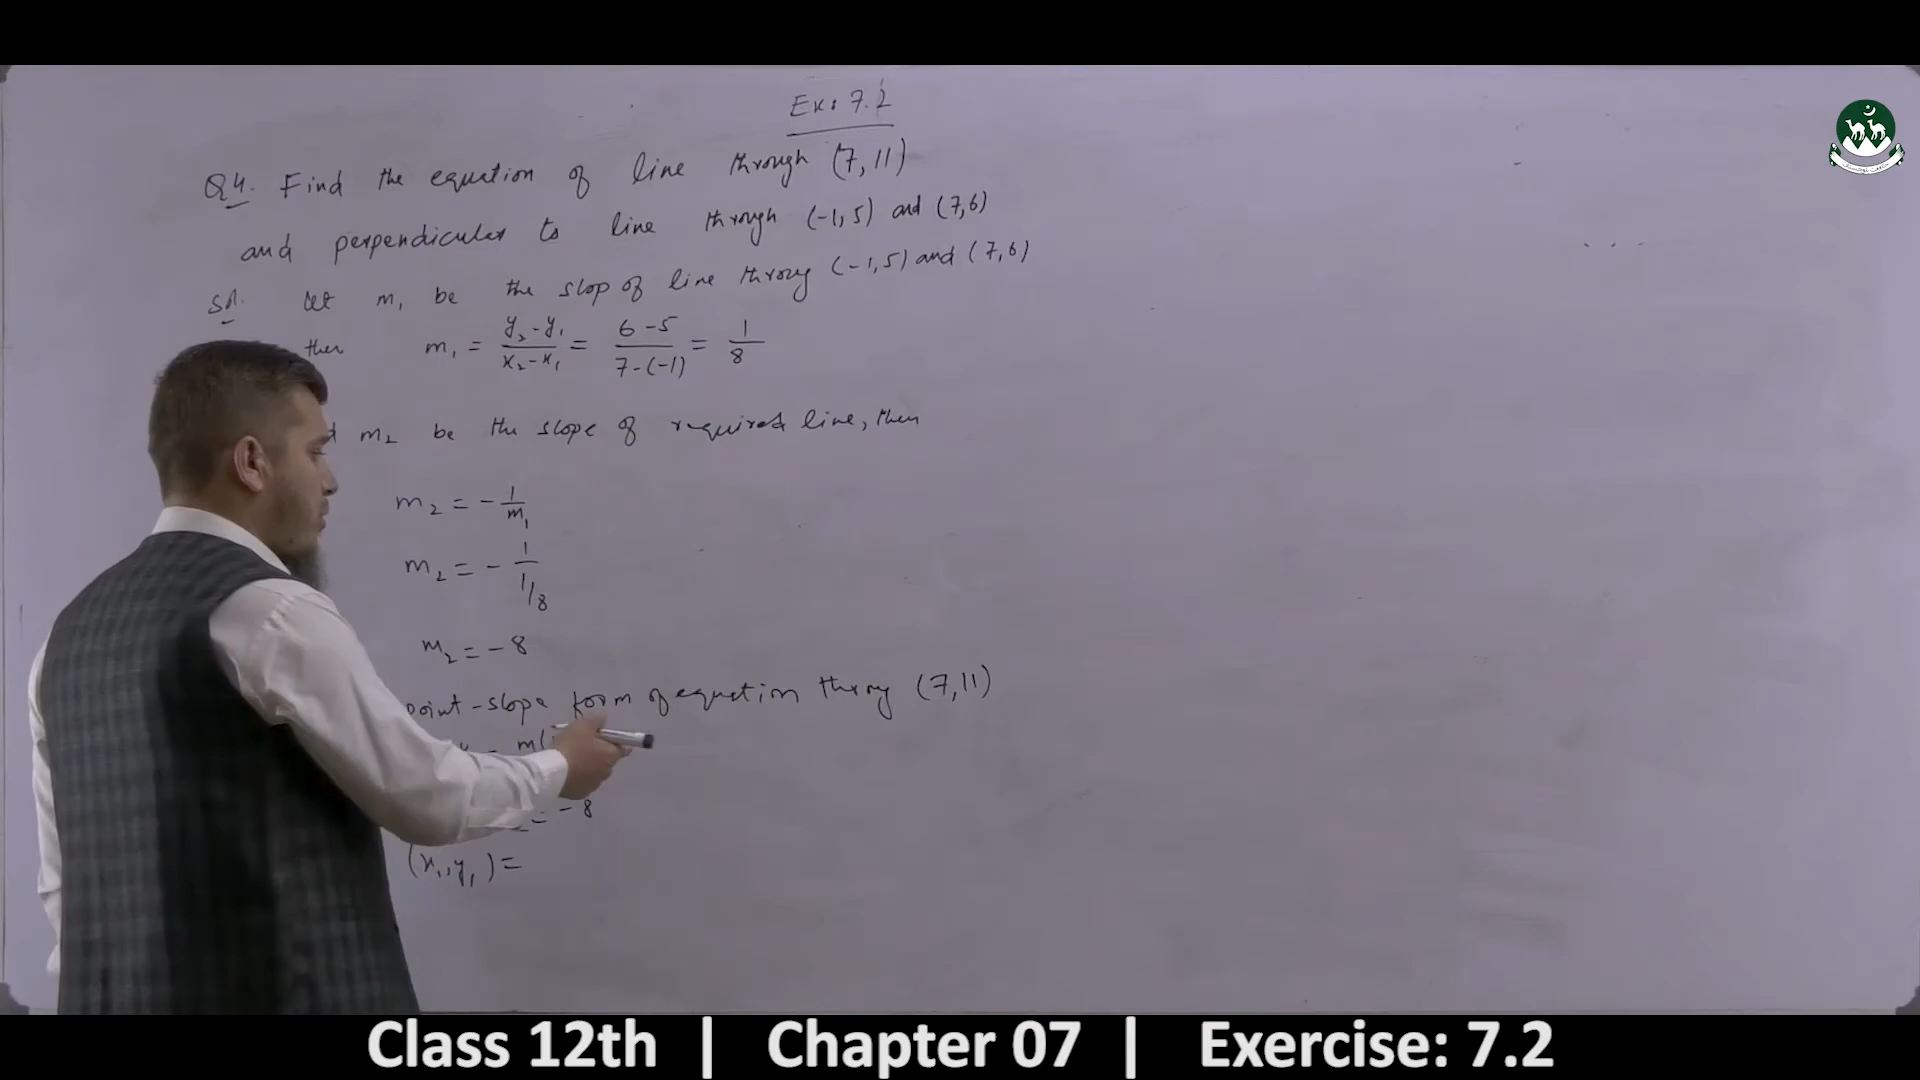 Ex: 7.2
Q4. Find the equation of line through (7, 11)
and perpendicular to line through (-1, 5) and (7, 6)
Sol. let m₁ be the slop of line throug (-1, 5) and (7, 6)
then m₁ = y₂-y₁/x₂-x₁ = 6-5/7-(-1) = 1/8
m₂ be the slope of required line, then
m₂ = -1/m₁
m₂ = -1/1/8
m₂ = -8
point-slope form of equation throug (7, 11)
= m(
= -8
(x₁, y₁) =
Class 12th | Chapter 07 | Exercise: 7.2